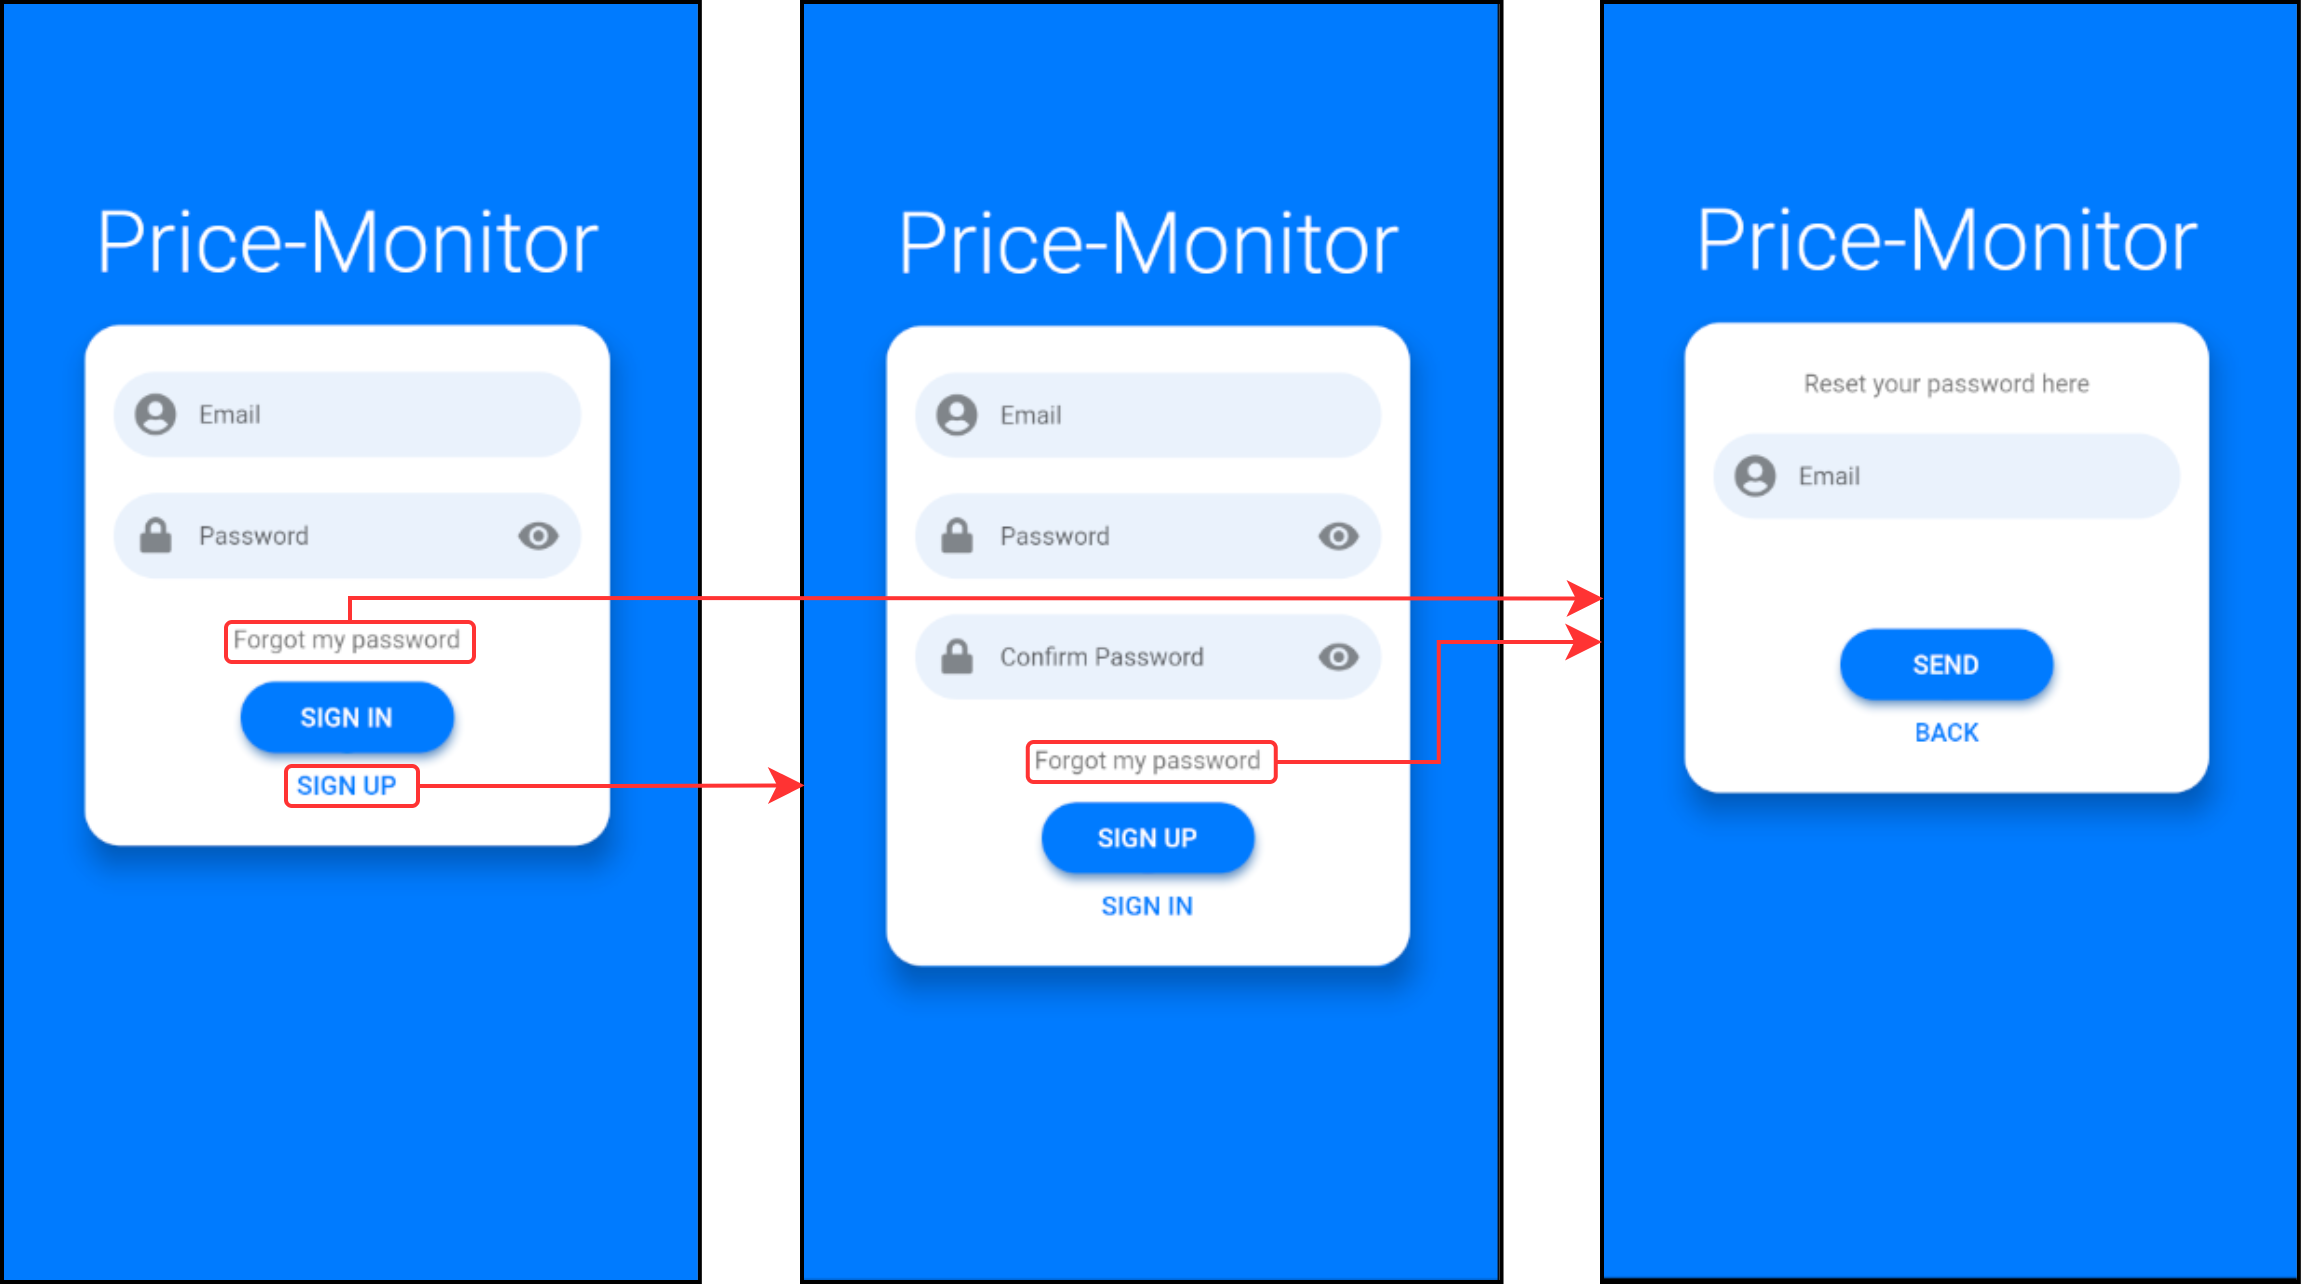 Price-Monitor
Email
Password
Forgot my password
SIGN IN
SIGN UP
Price-Monitor
Email
Password
Confirm Password
Forgot my password
SIGN UP
SIGN IN
Price-Monitor
Reset your password here
Email
SEND
BACK